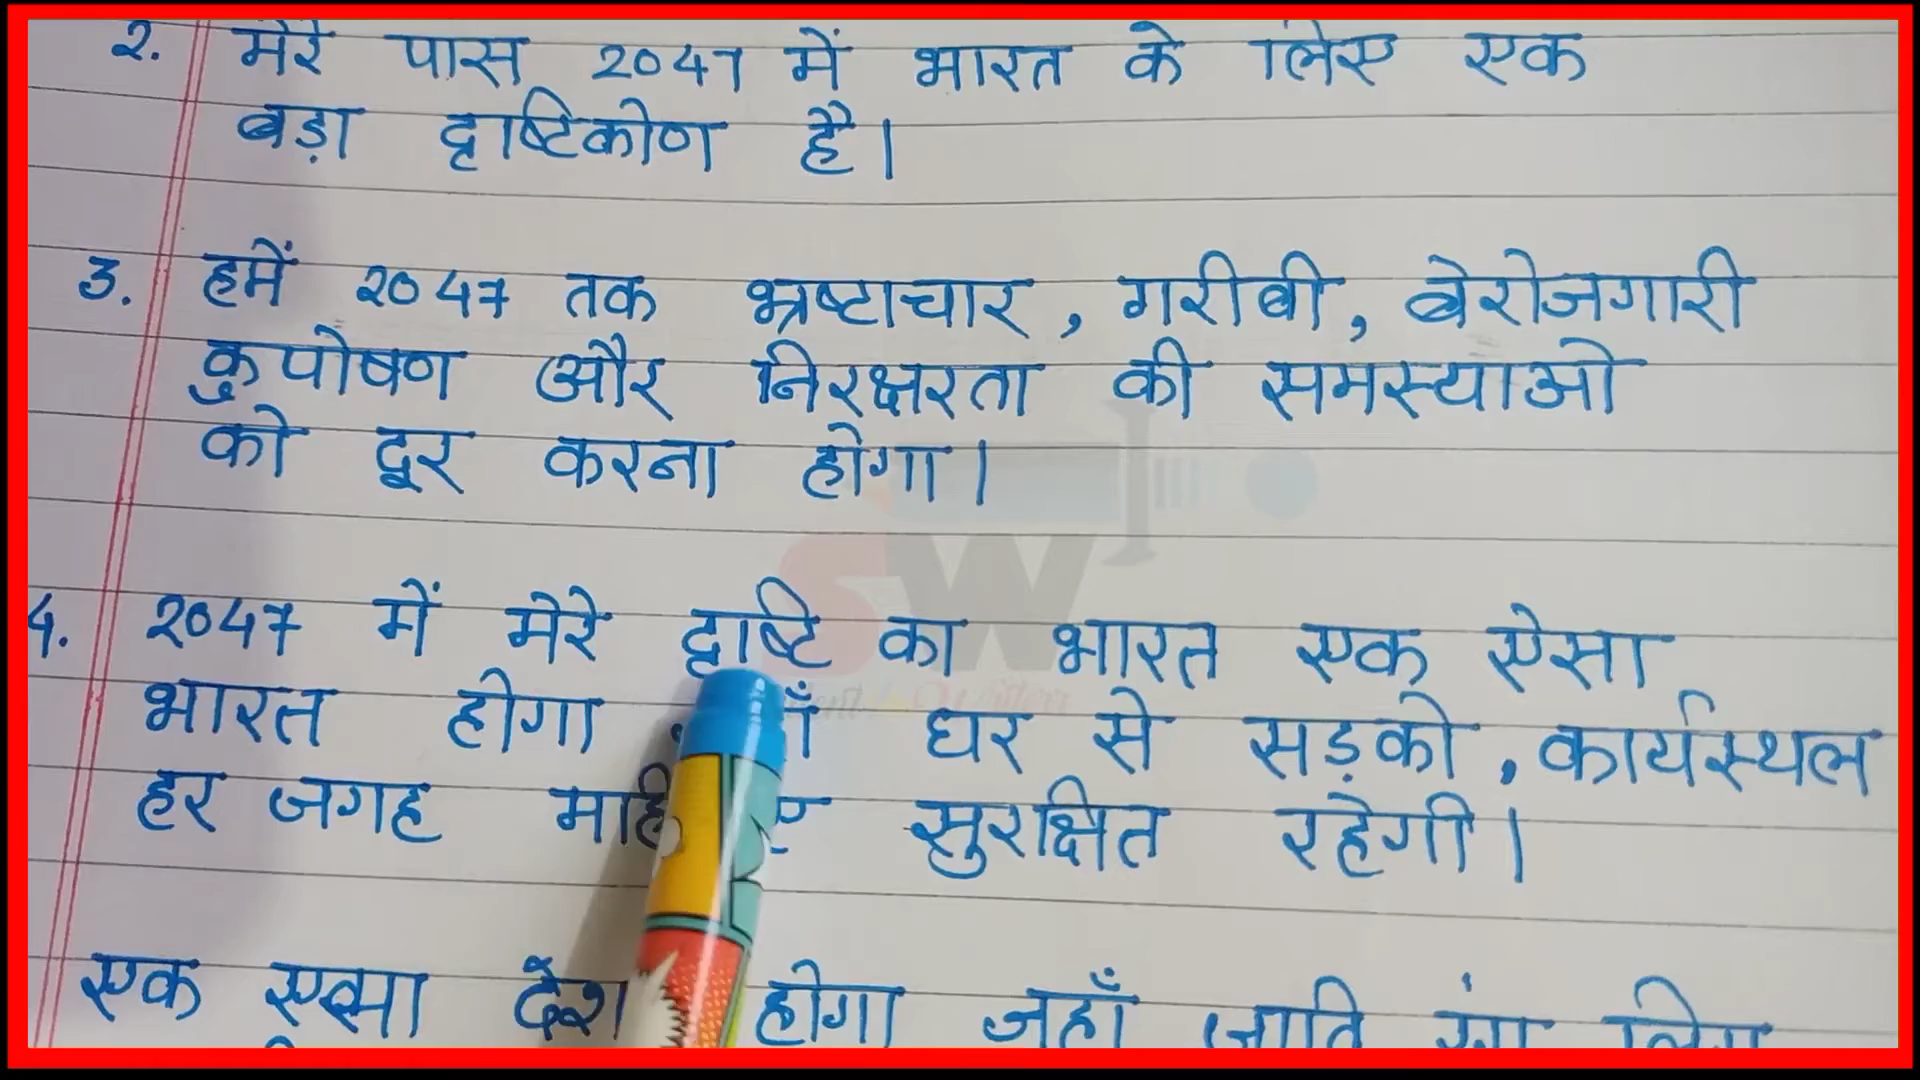 2. मेरे पास 2047 में भारत के लिए एक
बड़ा दृष्टिकोण है।
3. हमें 2047 तक भ्रष्टाचार, गरीबी, बेरोजगारी
कुपोषण और निरक्षरता की समस्याओ
को दूर करना होगा।
4. 2047 में मेरे दृष्टि का भारत एक ऐसा
भारत होगा घर से सड़को, कार्यस्थल
हर जगह सुरक्षित रहेगी।
एक देश होगा जहाँ जाति रंग लिंग
SW